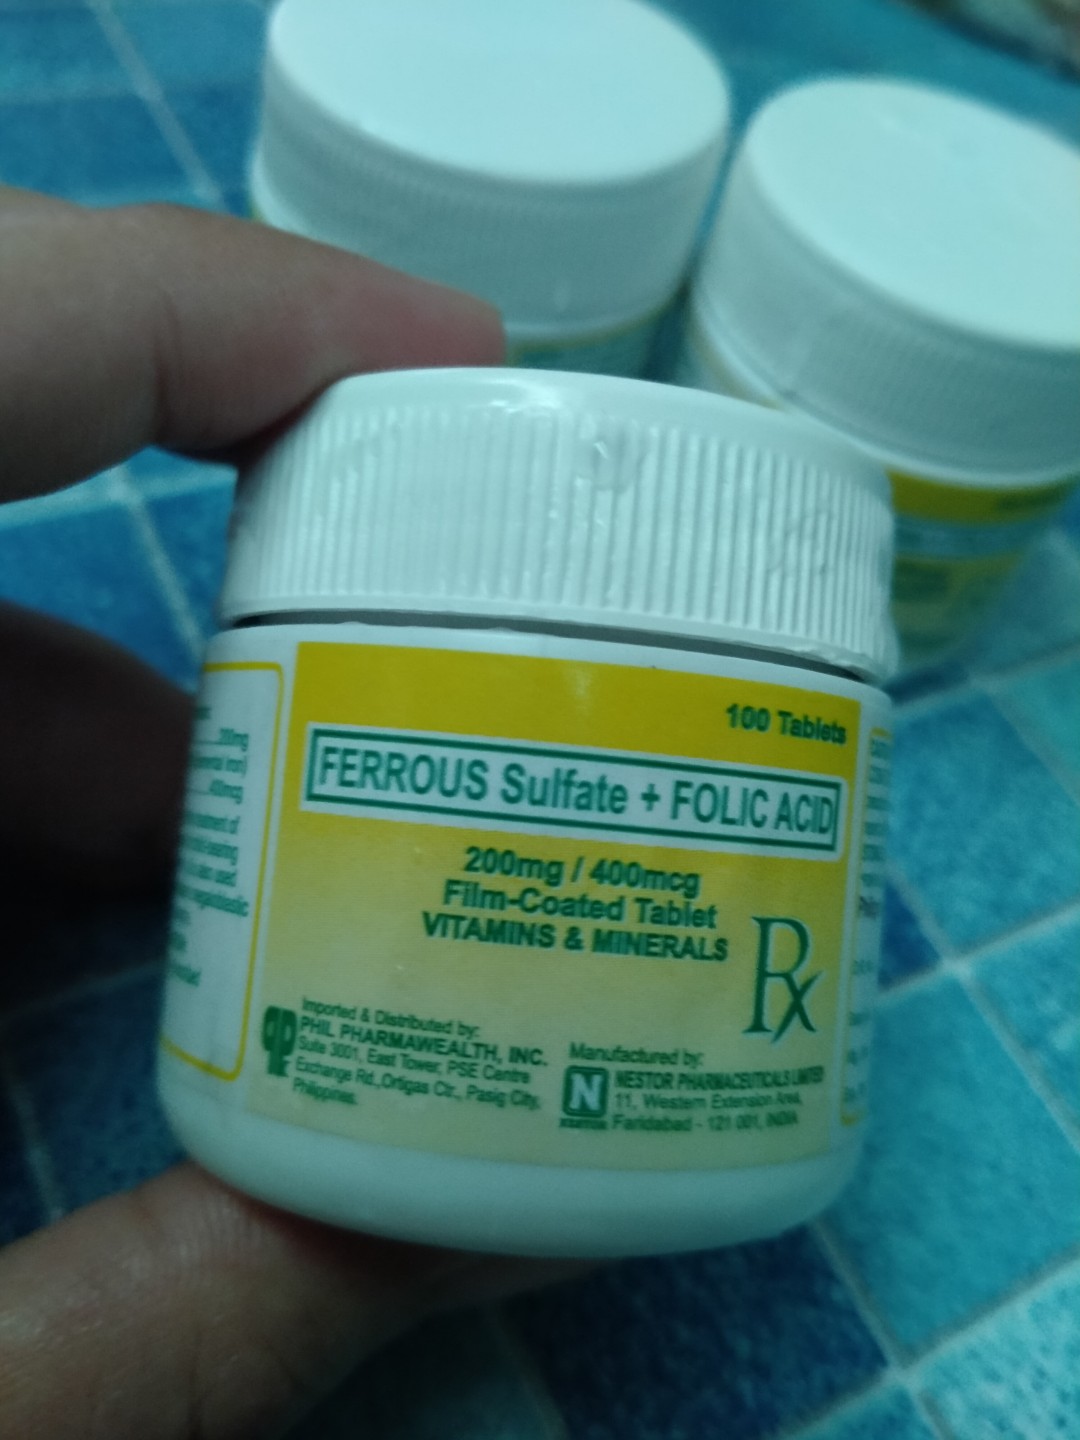 100 Tablets
FERROUS Sulfate + FOLIC ACID
200mg / 400mcg
Film-Coated Tablet
VITAMINS & MINERALS
Rx
Imported & Distributed by:
PHIL PHARMAWEALTH, INC.
Suite 3001, East Tower, PSE Centre
Exchange Rd., Ortigas Ctr., Pasig City,
Philippines.
Manufactured by:
N
NESTOR PHARMACEUTICALS LIMITED
11, Western Extension Area,
Faridabad - 121 001, INDIA
200mg
400mcg